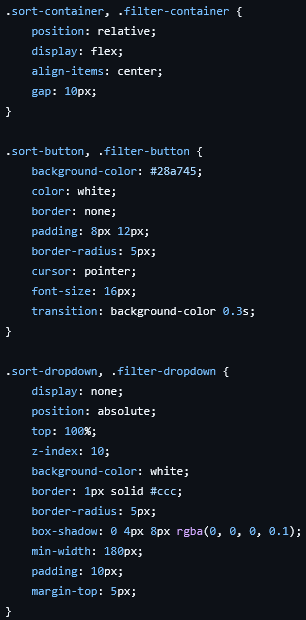 .sort-container, .filter-container {
    position: relative;
    display: flex;
    align-items: center;
    gap: 10px;
}

.sort-button, .filter-button {
    background-color: #28a745;
    color: white;
    border: none;
    padding: 8px 12px;
    border-radius: 5px;
    cursor: pointer;
    font-size: 16px;
    transition: background-color 0.3s;
}

.sort-dropdown, .filter-dropdown {
    display: none;
    position: absolute;
    top: 100%;
    z-index: 10;
    background-color: white;
    border: 1px solid #ccc;
    border-radius: 5px;
    box-shadow: 0 4px 8px rgba(0, 0, 0, 0.1);
    min-width: 180px;
    padding: 10px;
    margin-top: 5px;
}